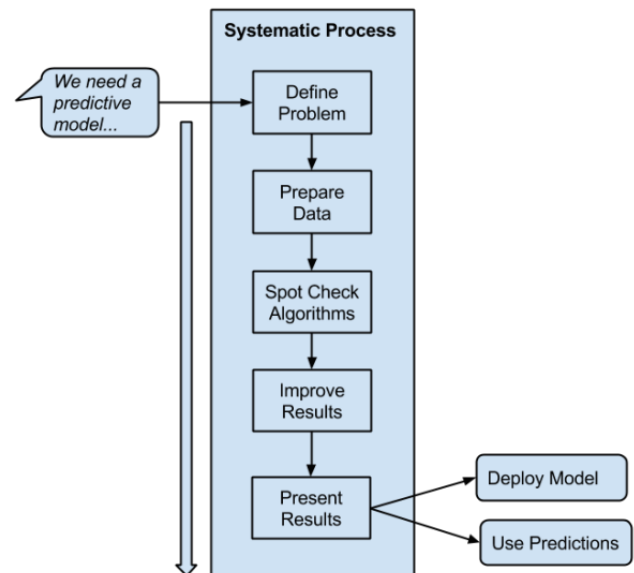 Systematic Process
We need a
predictive
model...
Define
Problem
Prepare
Data
Spot Check
Algorithms
Improve
Results
Present
Results
Deploy Model
Use Predictions